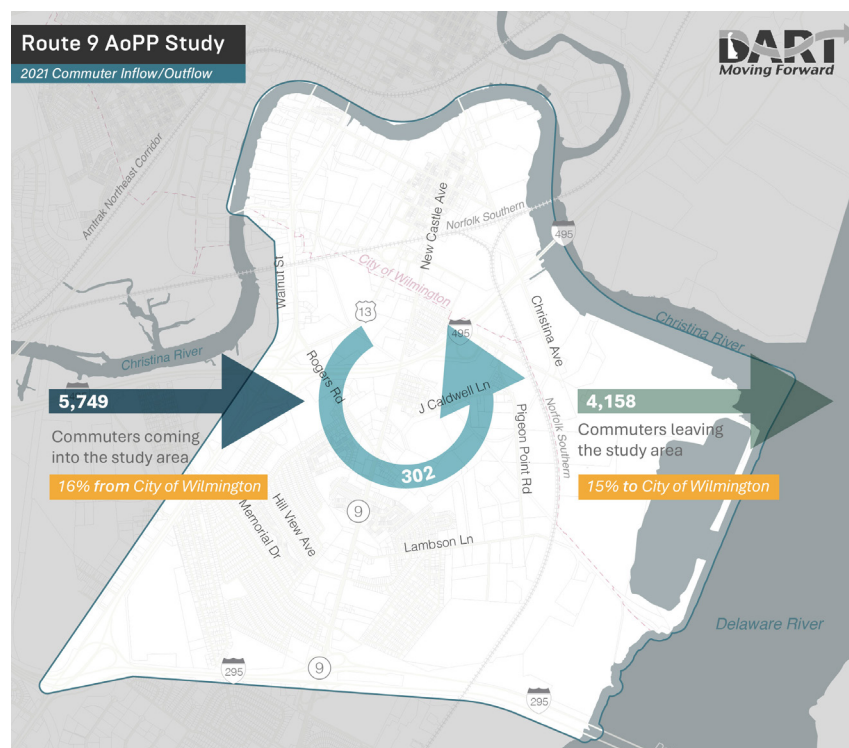 Route 9 AoPP Study
2021 Commuter Inflow/Outflow
DART
Moving Forward
Amtrak Northeast Corridor
New Castle Ave
Norfolk Southern
495
City of Wilmington
Walnut St
13
495
Christina Ave
Christina River
Christina River
Rogers Rd
J Caldwell Ln
5,749
Commuters coming
into the study area
16% from City of Wilmington
302
Pigeon Point Rd
Norfolk Southern
4,158
Commuters leaving
the study area
15% to City of Wilmington
Hill View Ave
Memorial Dr
9
Lambson Ln
Delaware River
295
9
295